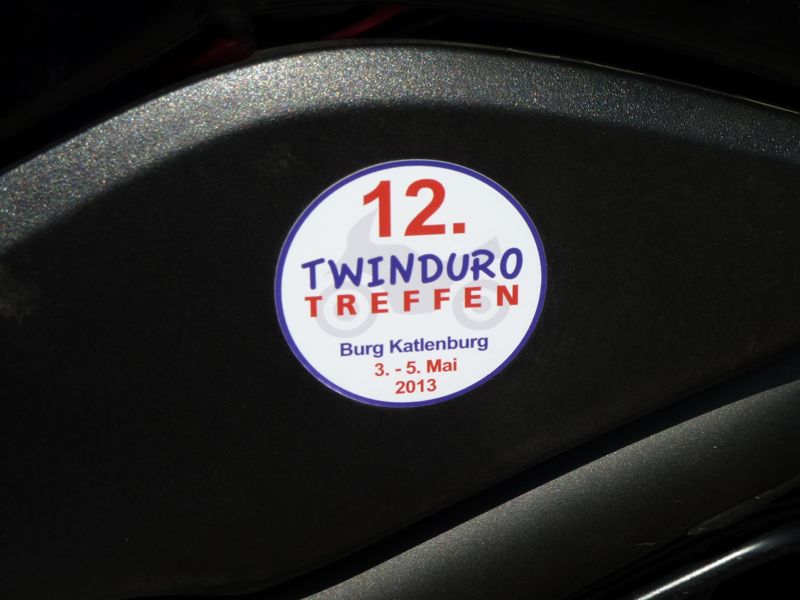 12.
TWINDURO
TREFFEN
Burg Katlenburg
3. - 5. Mai
2013